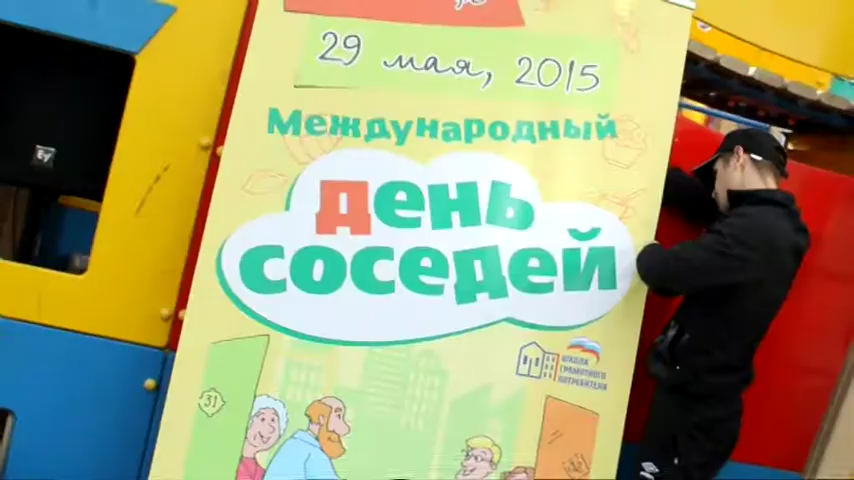 29 мая, 2015
Международный
день
соседей
ШКОЛА
ГРАМОТНОГО
ПОТРЕБИТЕЛЯ
31